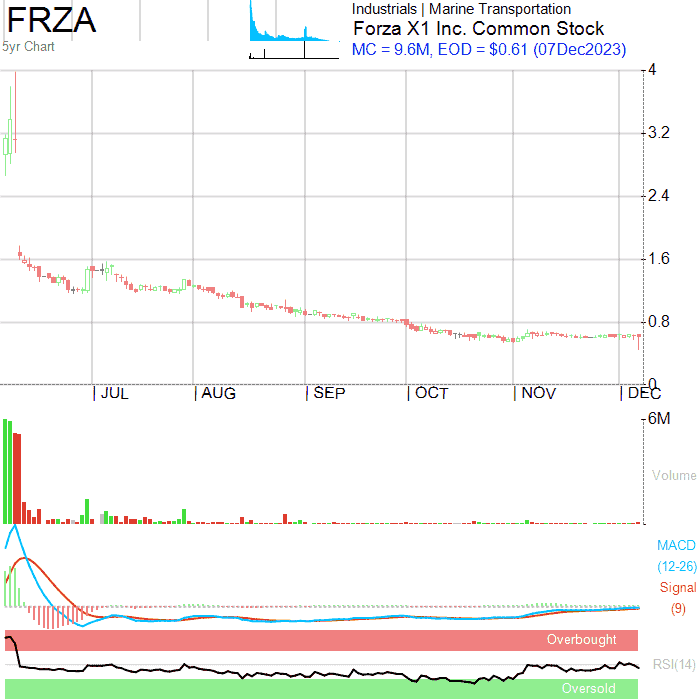 FRZA
5yr Chart
Industrials | Marine Transportation
Forza X1 Inc. Common Stock
MC = 9.6M, EOD = $0.61 (07Dec2023)
4
3.2
2.4
1.6
0.8
0
| JUL | AUG | SEP | OCT | NOV | DEC
6M
Volume
MACD
(12-26)
Signal
(9)
Overbought
RSI(14)
Oversold